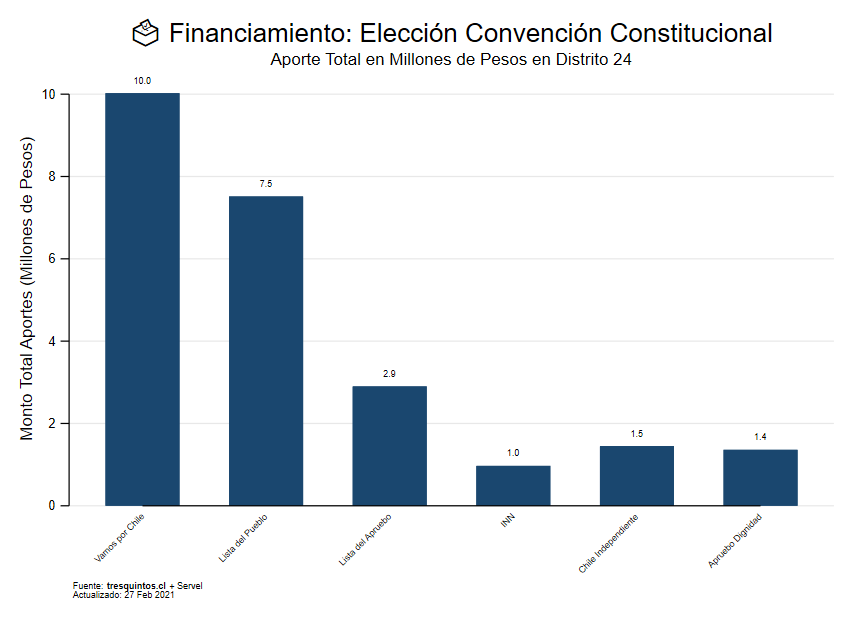 Financiamiento: Elección Convención Constitucional
Aporte Total en Millones de Pesos en Distrito 24
Monto Total Aportes (Millones de Pesos)
10
8
6
4
2
0
10.0
7.5
2.9
1.0
1.5
1.4
Vamos por Chile
Lista del Pueblo
Lista del Apruebo
INN
Chile Independiente
Apruebo Dignidad
Fuente: tresquintos.cl + Servel
Actualizado: 27 Feb 2021